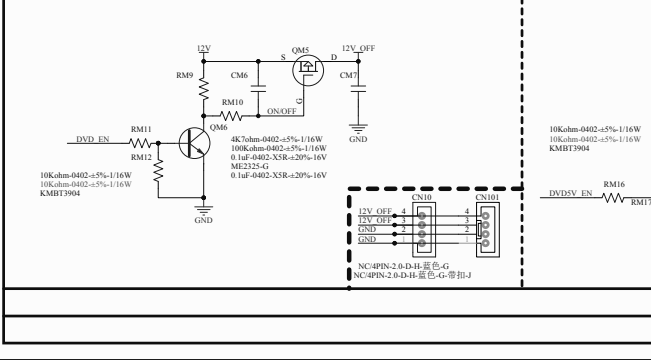 12V
QM5
12V_OFF
S
D
RM9
CM6
CM7
G
RM10
ON/OFF
QM6
GND
RM11
DVD_EN
RM12
4K7ohm-0402-±5%-1/16W
100Kohm-0402-±5%-1/16W
0.1uF-0402-X5R-±20%-16V
ME2325-G
0.1uF-0402-X5R-±20%-16V
10Kohm-0402-±5%-1/16W
10Kohm-0402-±5%-1/16W
KMBT3904
GND
10Kohm-0402-±5%-1/16W
10Kohm-0402-±5%-1/16W
KMBT3904
DVD5V_EN
RM16
RM17
CN10
CN101
12V_OFF 4 4
12V_OFF 3 3
GND 2 2
GND 1 1
NC/4PIN-2.0-D-H-蓝色-G
NC/4PIN-2.0-D-H-蓝色-G-带扣-J